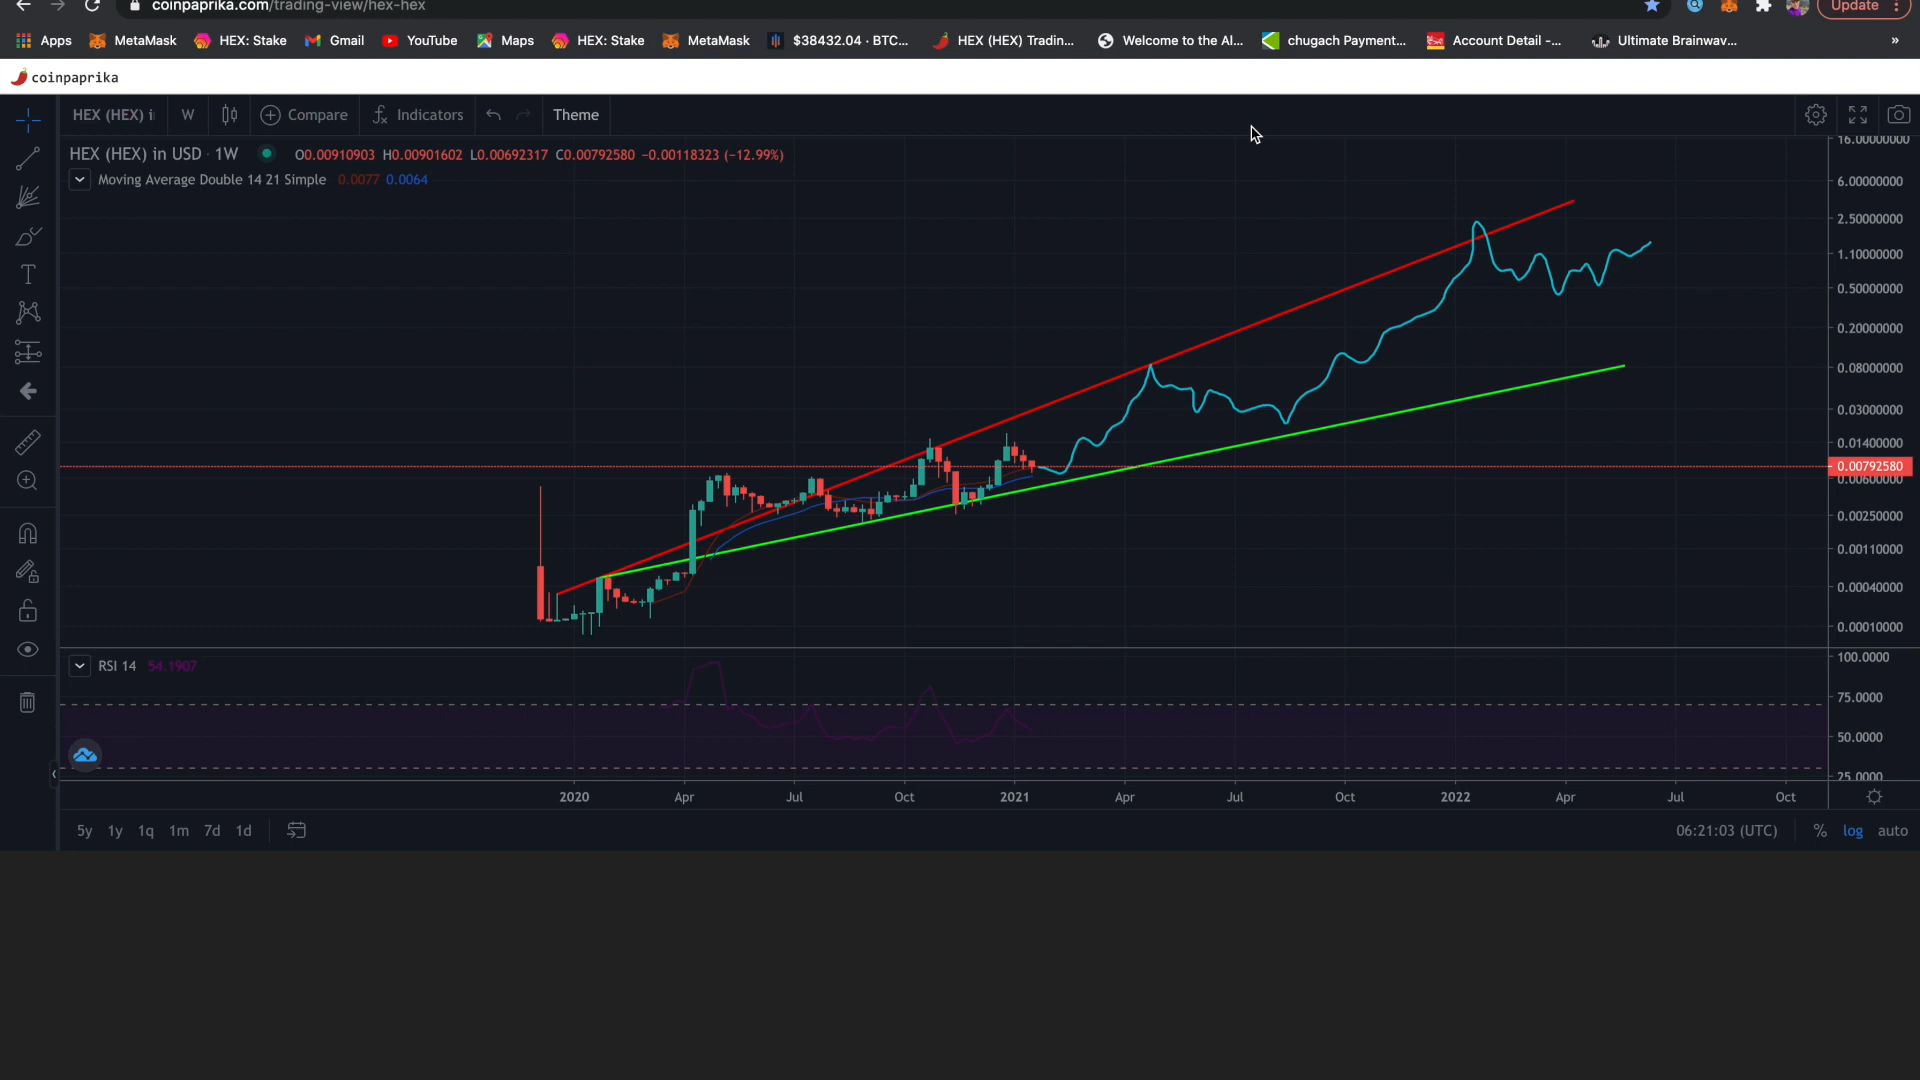 coinpaprika.com/trading-view/hex-hex Update
Apps MetaMask HEX: Stake Gmail YouTube Maps HEX: Stake MetaMask $38432.04 · BTC... HEX (HEX) Tradin... Welcome to the Al... chugach Payment... Account Detail -... Ultimate Brainwav... »
coinpaprika
HEX (HEX) i W Compare Indicators Theme
HEX (HEX) in USD · 1W O0.00910903 H0.00901602 L0.00692317 C0.00792580 −0.00118323 (−12.99%)
Moving Average Double 14 21 Simple 0.0077 0.0064
16.00000000
6.00000000
2.50000000
1.10000000
0.50000000
0.20000000
0.08000000
0.03000000
0.01400000
0.00792580
0.00600000
0.00250000
0.00110000
0.00040000
0.00010000
RSI 14 54.1907
100.0000
75.0000
50.0000
25.0000
2020 Apr Jul Oct 2021 Apr Jul Oct 2022 Apr Jul Oct
5y 1y 1q 1m 7d 1d 06:21:03 (UTC) % log auto